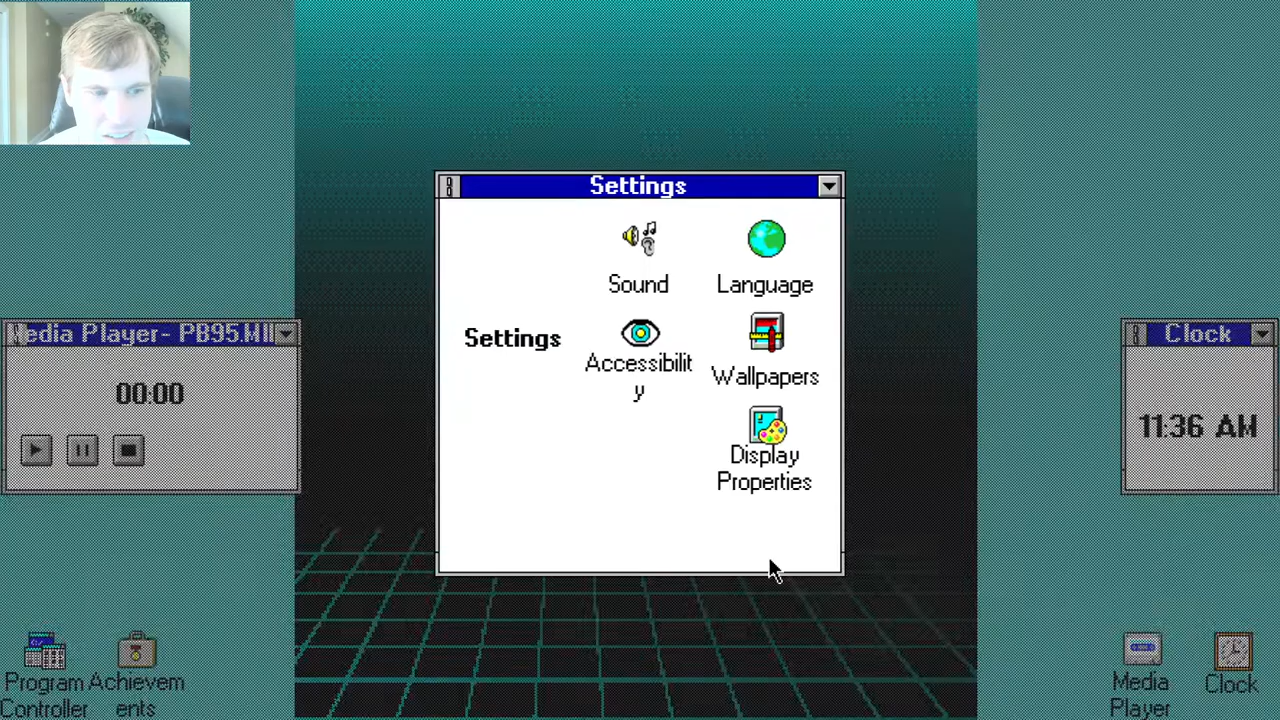 Settings
Sound
Language
Settings
Accessibilit
y
Wallpapers
Display
Properties
Media Player- PB95.MI
00:00
Clock
11:36 AM
Program
Controller
Achievem
ents
Media
Player
Clock